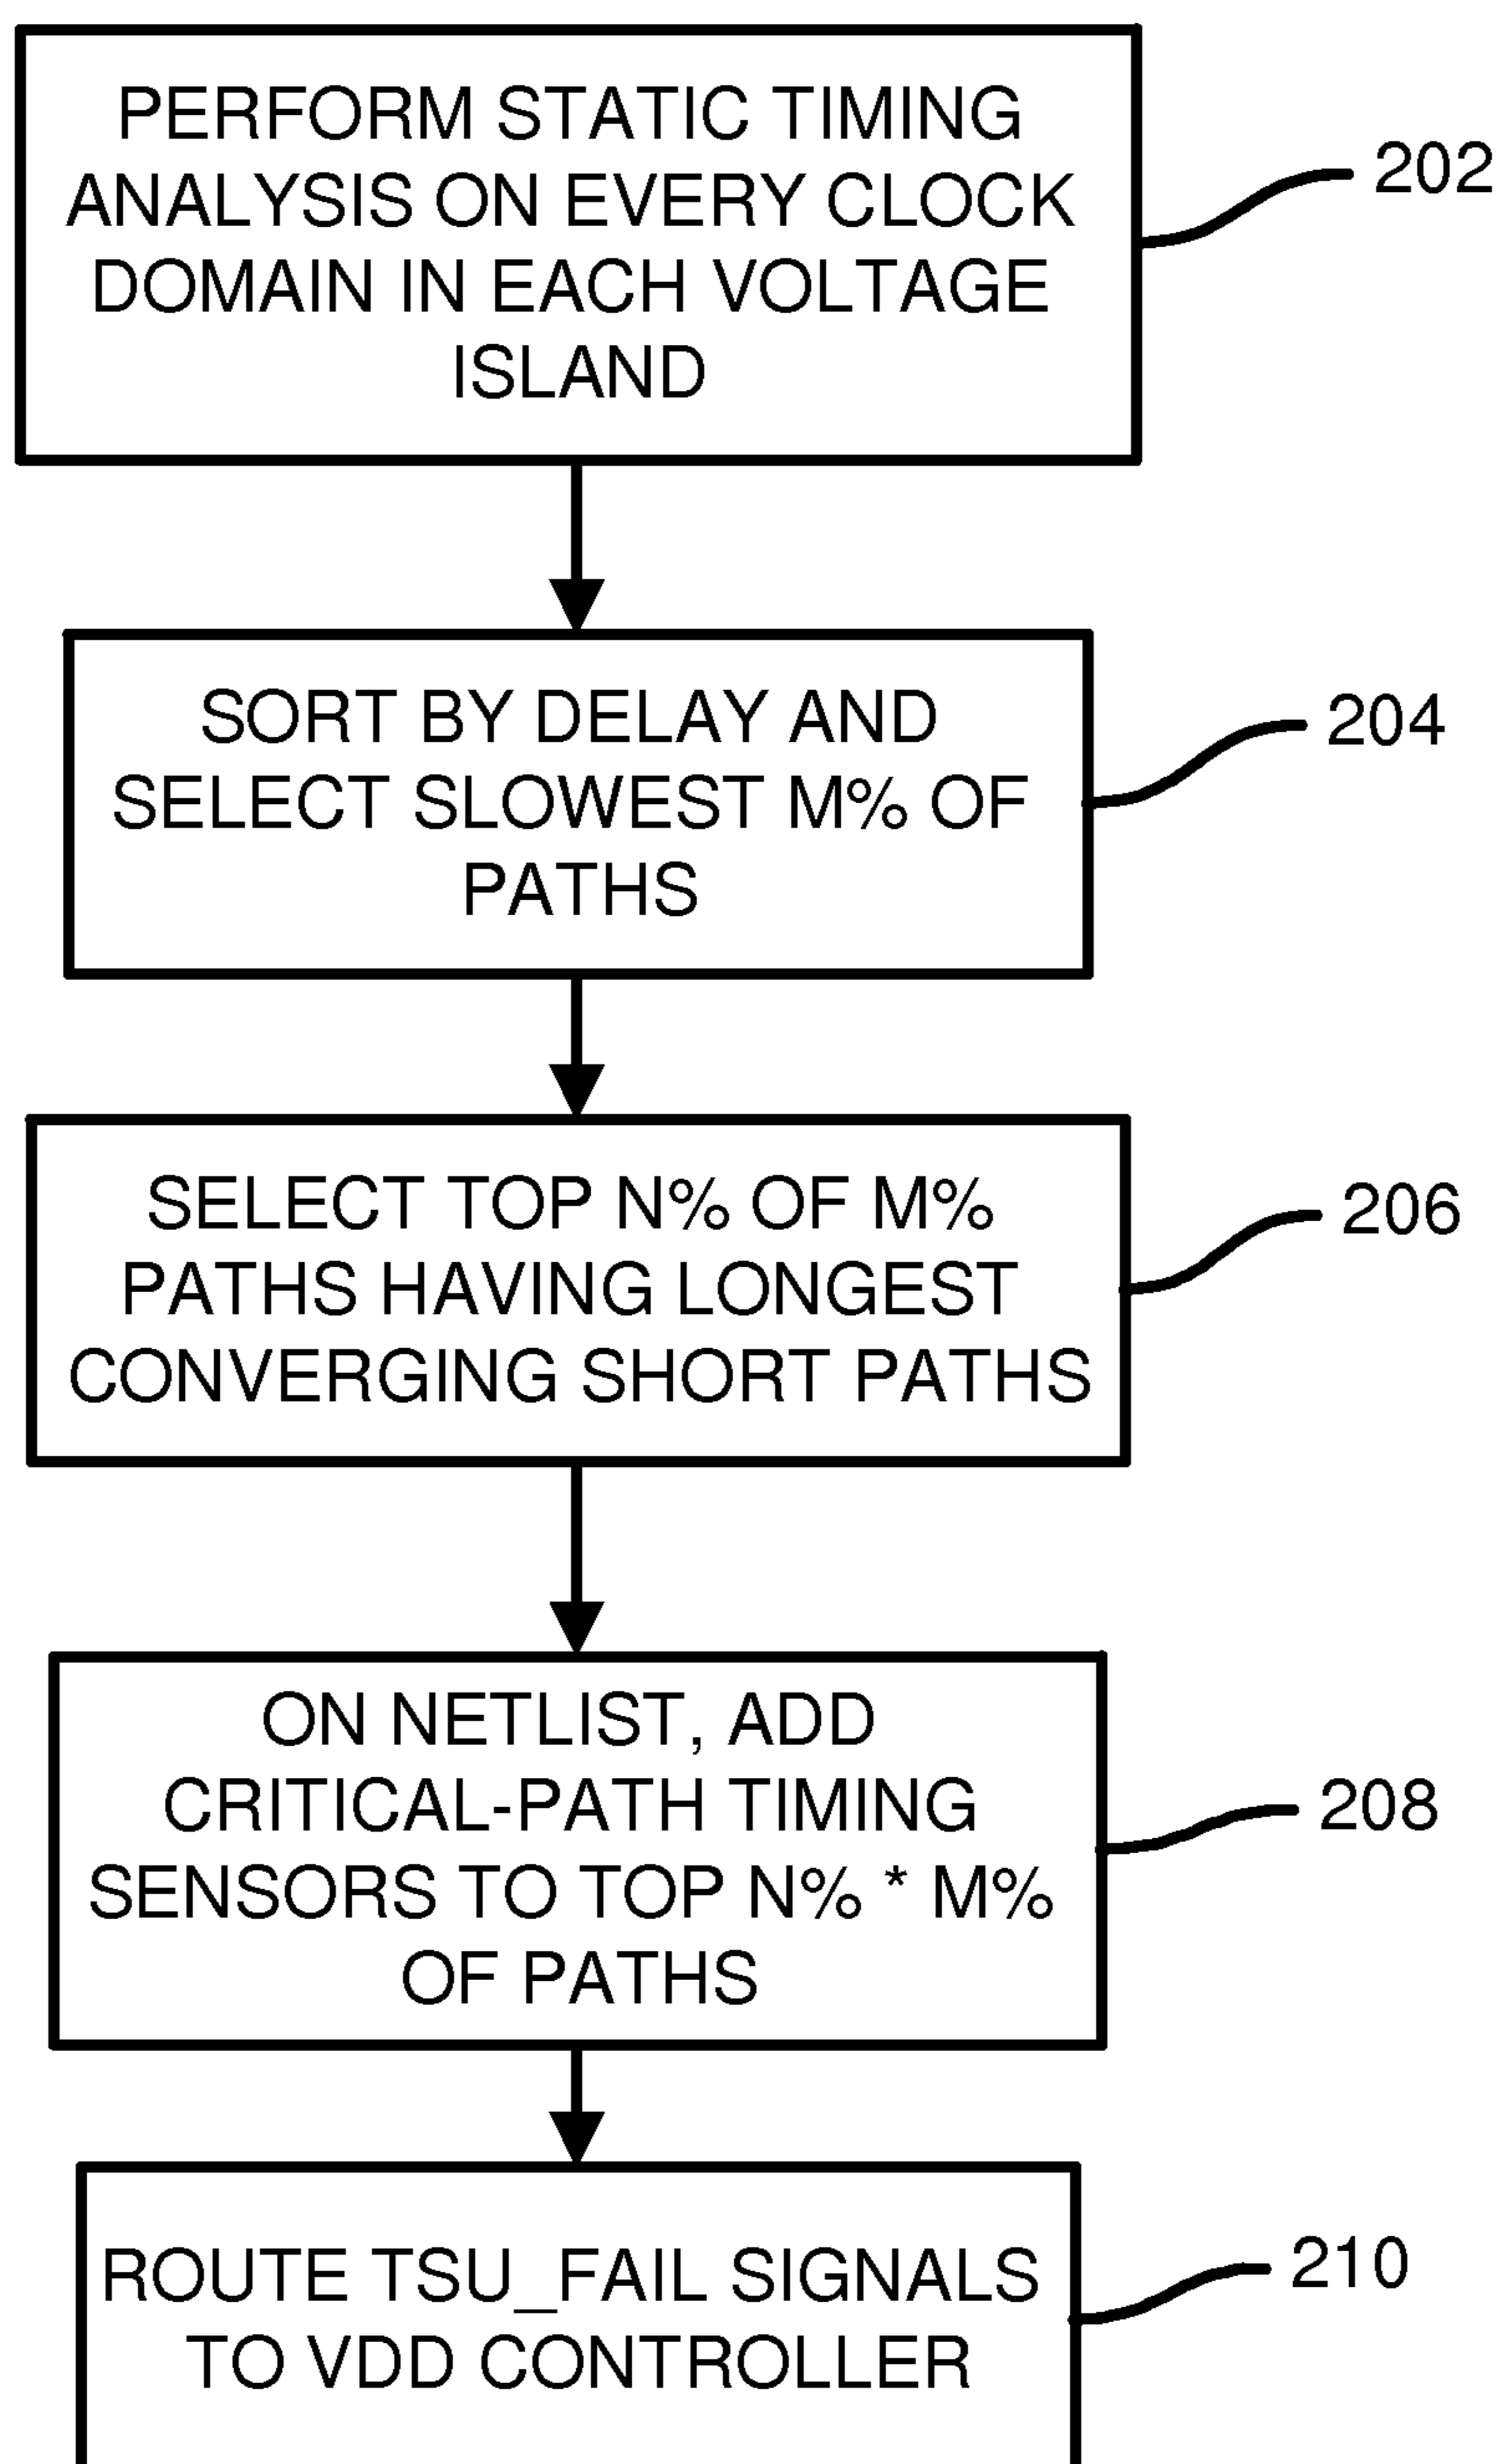 PERFORM STATIC TIMING
ANALYSIS ON EVERY CLOCK
DOMAIN IN EACH VOLTAGE
ISLAND
202
SORT BY DELAY AND
SELECT SLOWEST M% OF
PATHS
204
SELECT TOP N% OF M%
PATHS HAVING LONGEST
CONVERGING SHORT PATHS
206
ON NETLIST, ADD
CRITICAL-PATH TIMING
SENSORS TO TOP N% * M%
OF PATHS
208
ROUTE TSU_FAIL SIGNALS
TO VDD CONTROLLER
210